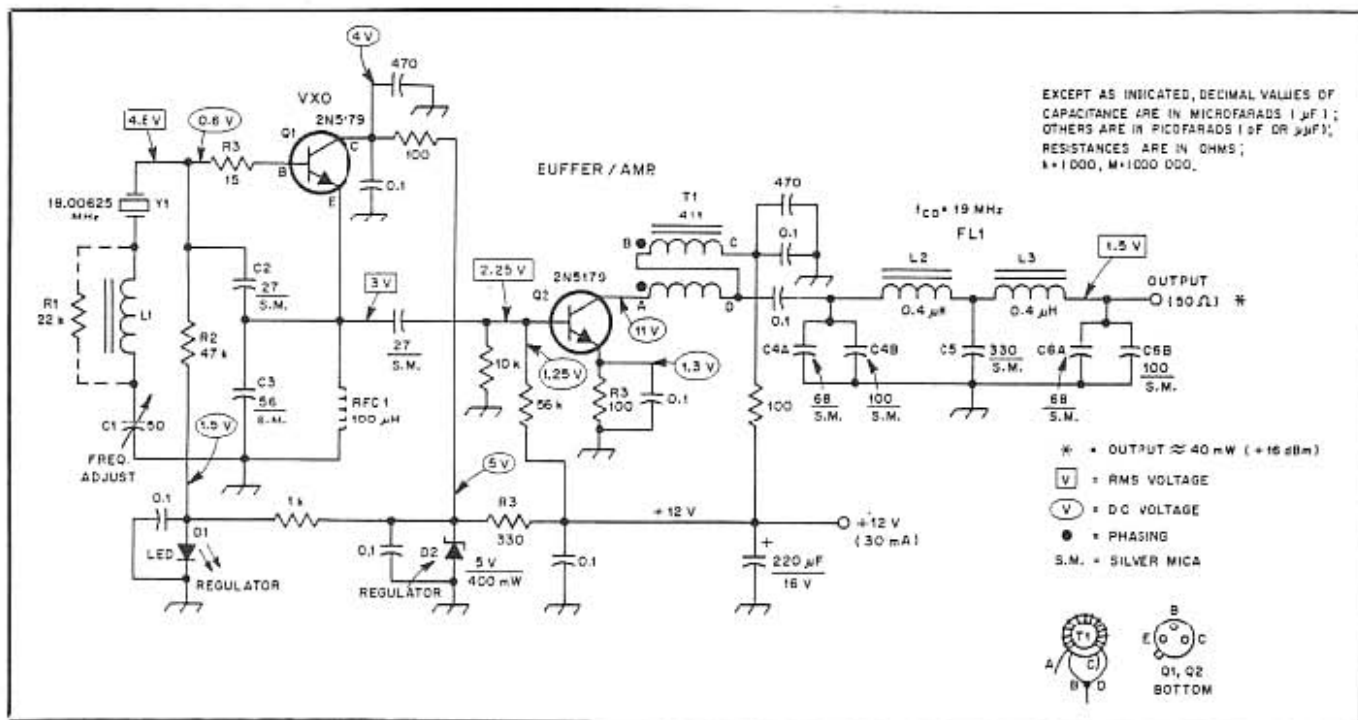 4 V
470
VXO
2N5179
Q1
C
B
E
4.8 V
0.6 V
R3
15
100
0.1
18.00625
MHz
Y1
R1
22 k
L1
C2
27
S.M.
R2
47 k
C3
56
S.M.
RFC1
100 µH
C1
50
FREQ.
ADJUST
1.5 V
3 V
27
S.M.
2.25 V
BUFFER / AMP.
2N5179
Q2
10 k
1.25 V
56 k
11 V
1.3 V
R3
100
0.1
T1
4:1
B
C
A
D
470
0.1
0.1
100
fCO = 19 MHz
FL1
L2
0.4 µH
L3
0.4 µH
1.5 V
OUTPUT
(50 Ω) *
C4A
68
S.M.
C4B
100
S.M.
C5
330
S.M.
C6A
68
S.M.
C6B
100
S.M.
EXCEPT AS INDICATED, DECIMAL VALUES OF
CAPACITANCE ARE IN MICROFARADS ( µF ) ;
OTHERS ARE IN PICOFARADS ( pF OR µµF);
RESISTANCES ARE IN OHMS ;
k = 1000, M = 1000 000.
0.1
D1
LED
REGULATOR
1 k
0.1
D2
REGULATOR
5 V
5 V
400 mW
R3
330
0.1
+12 V
+12 V
(30 mA)
+
220 µF
16 V
* = OUTPUT ≈ 40 mW (+16 dBm)
V = RMS VOLTAGE
V = DC VOLTAGE
● = PHASING
S.M. = SILVER MICA
T1
A
B
C
D
B
E
C
Q1, Q2
BOTTOM